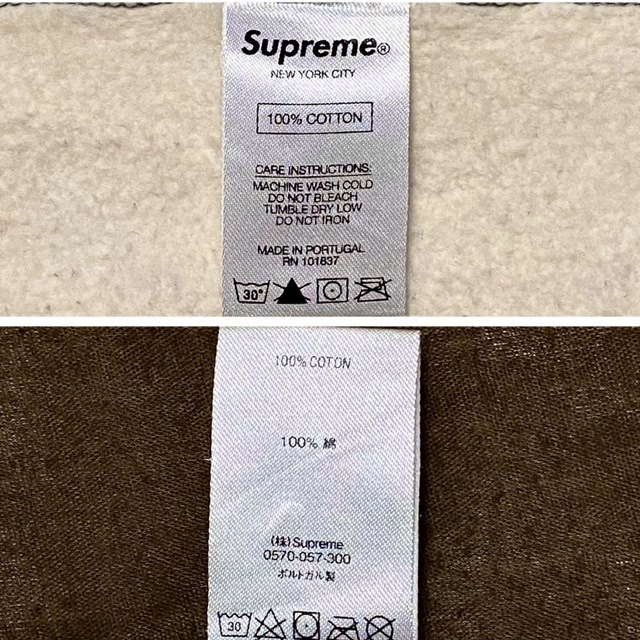 Supreme®
NEW YORK CITY
100% COTTON
CARE INSTRUCTIONS:
MACHINE WASH COLD
DO NOT BLEACH
TUMBLE DRY LOW
DO NOT IRON
MADE IN PORTUGAL
RN 101837
30°
100% COTON
100% 綿
(株)Supreme
0570-057-300
ポルトガル製
30